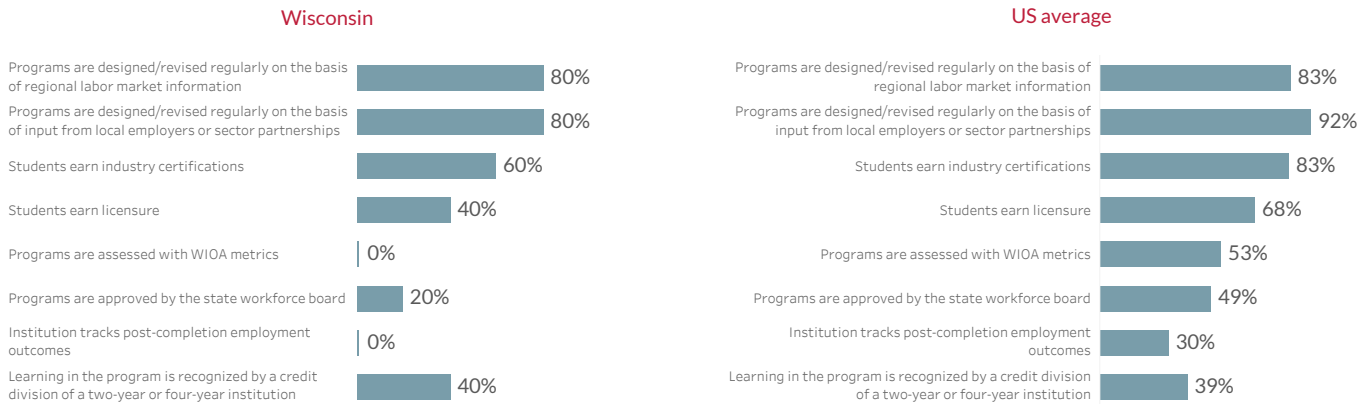 Wisconsin
Programs are designed/revised regularly on the basis
of regional labor market information
80%
Programs are designed/revised regularly on the basis
of input from local employers or sector partnerships
80%
Students earn industry certifications
60%
Students earn licensure
40%
Programs are assessed with WIOA metrics
0%
Programs are approved by the state workforce board
20%
Institution tracks post-completion employment
outcomes
0%
Learning in the program is recognized by a credit
division of a two-year or four-year institution
40%
US average
Programs are designed/revised regularly on the basis of
regional labor market information
83%
Programs are designed/revised regularly on the basis of
input from local employers or sector partnerships
92%
Students earn industry certifications
83%
Students earn licensure
68%
Programs are assessed with WIOA metrics
53%
Programs are approved by the state workforce board
49%
Institution tracks post-completion employment
outcomes
30%
Learning in the program is recognized by a credit division
of a two-year or four-year institution
39%